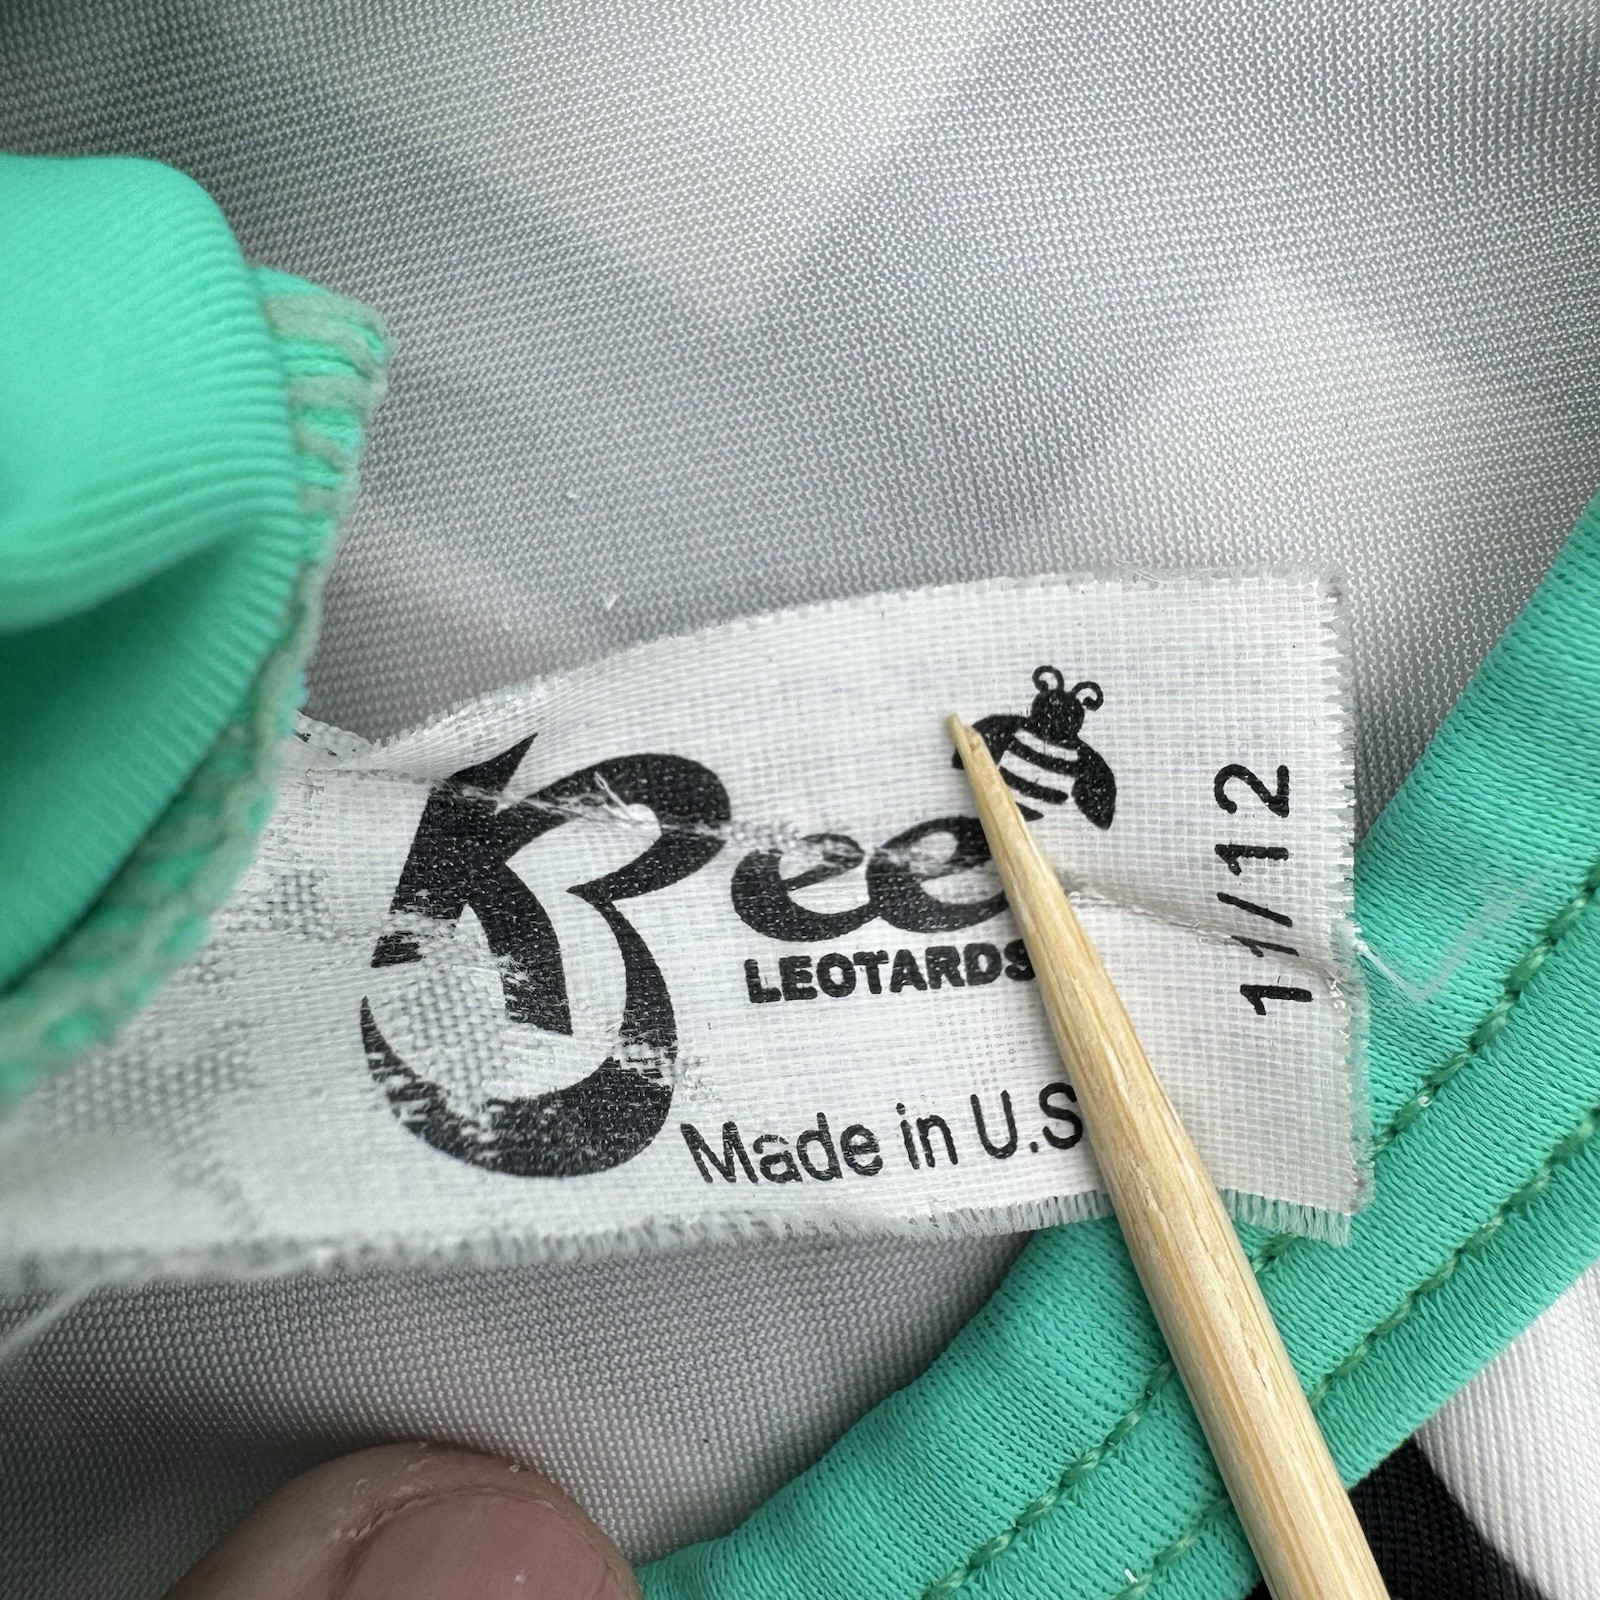 Bee
LEOTARDS
Made in U.S
11/12